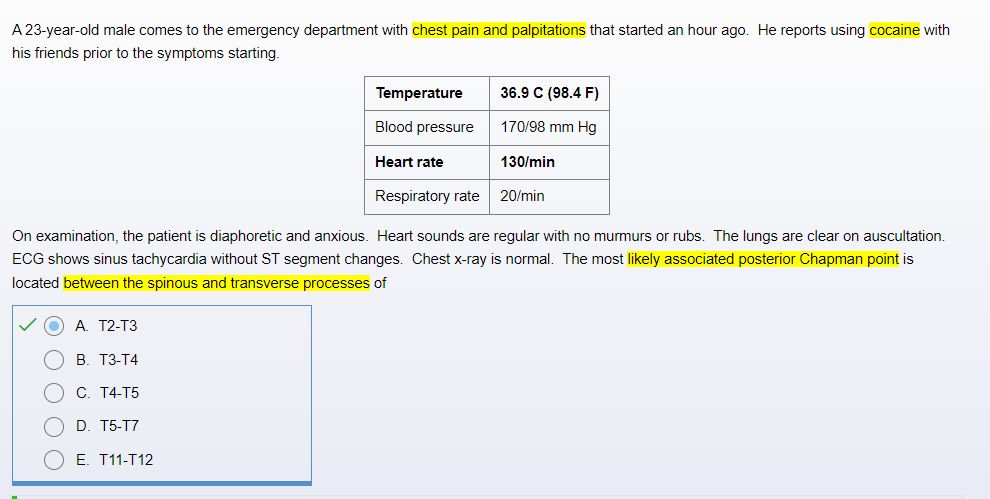 A 23-year-old male comes to the emergency department with chest pain and palpitations that started an hour ago. He reports using cocaine with
his friends prior to the symptoms starting.
Temperature 36.9 C (98.4 F)
Blood pressure 170/98 mm Hg
Heart rate 130/min
Respiratory rate 20/min
On examination, the patient is diaphoretic and anxious. Heart sounds are regular with no murmurs or rubs. The lungs are clear on auscultation.
ECG shows sinus tachycardia without ST segment changes. Chest x-ray is normal. The most likely associated posterior Chapman point is
located between the spinous and transverse processes of
A. T2-T3
B. T3-T4
C. T4-T5
D. T5-T7
E. T11-T12